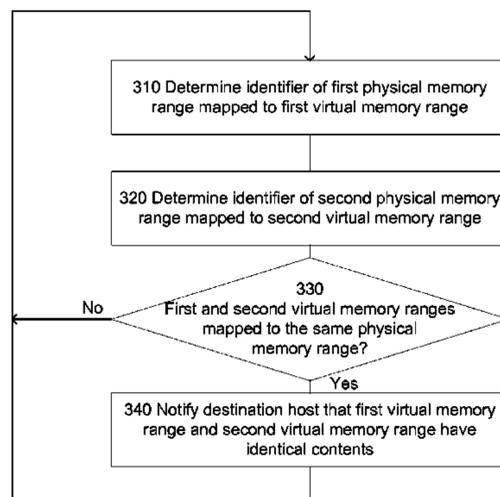 310 Determine identifier of first physical memory
range mapped to first virtual memory range
320 Determine identifier of second physical memory
range mapped to second virtual memory range
330
First and second virtual memory ranges
mapped to the same physical
memory range?
No
Yes
340 Notify destination host that first virtual memory
range and second virtual memory range have
identical contents